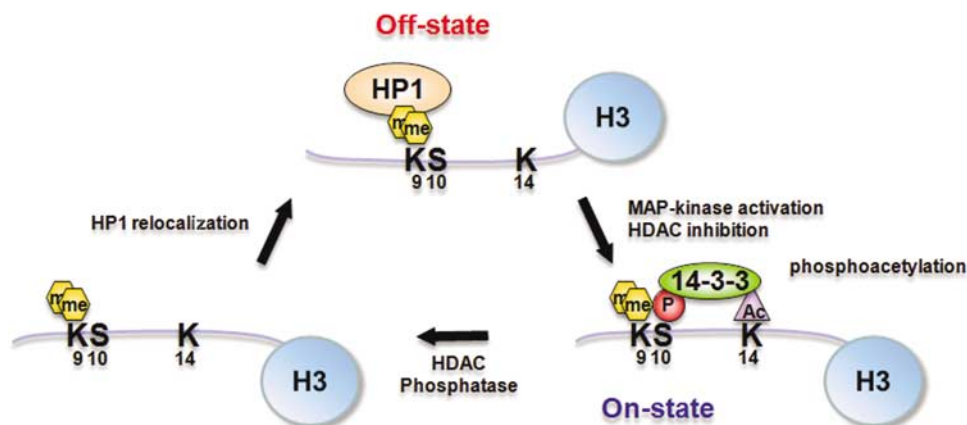 Off-state
HP1
m me
H3
KS K
9 10 14
HP1 relocalization
MAP-kinase activation
HDAC inhibition
phosphoacetylation
m me
KS K
9 10 14
H3
HDAC
Phosphatase
14-3-3
m me P Ac
KS K
9 10 14
H3
On-state